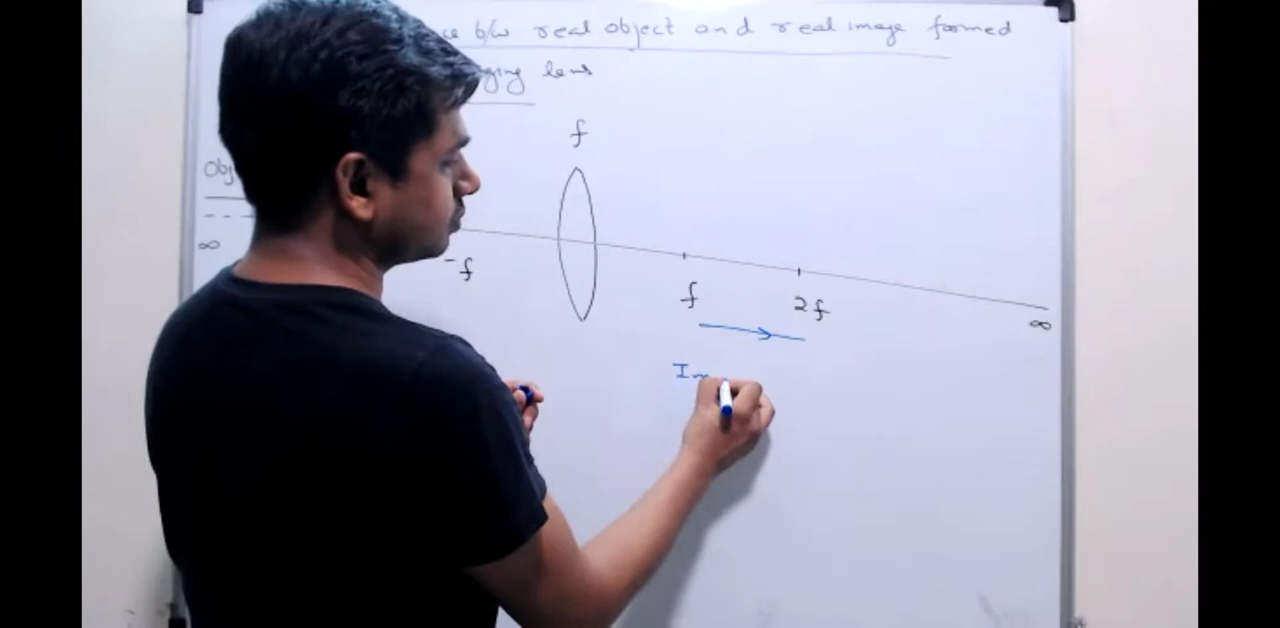 b/w real object and real image formed
lens
f
Obj
∞
-f
f
2f
∞
Im